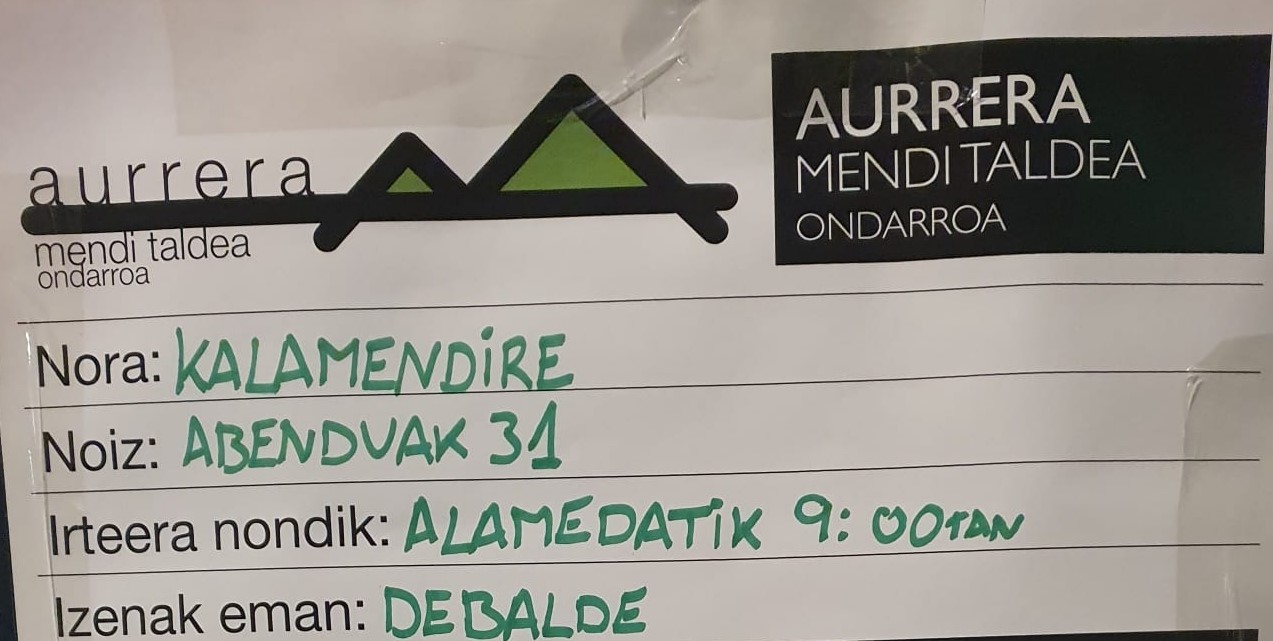 aurrera
mendi taldea
ondarroa
AURRERA
MENDI TALDEA
ONDARROA
Nora: KALAMENDiRE
Noiz: ABENDUAK 31
Irteera nondik: ALAMEDATiK 9:00TAN
Izenak eman: DEBALDE